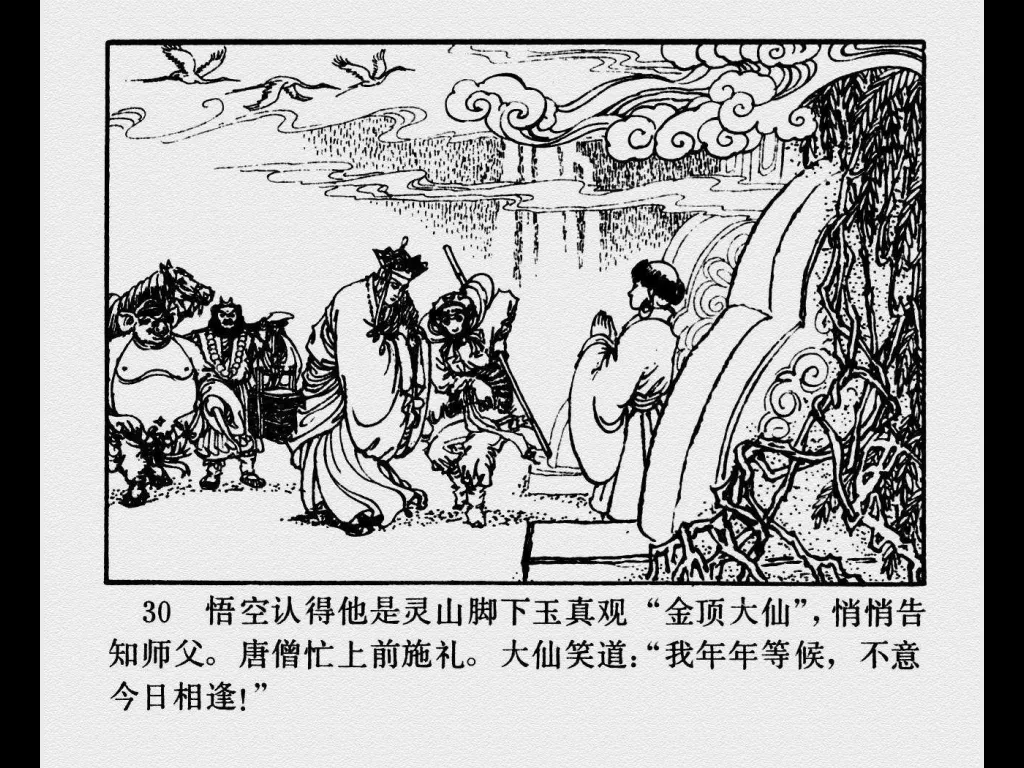 30 悟空认得他是灵山脚下玉真观“金顶大仙”，悄悄告
知师父。唐僧忙上前施礼。大仙笑道：“我年年等候，不意
今日相逢！”